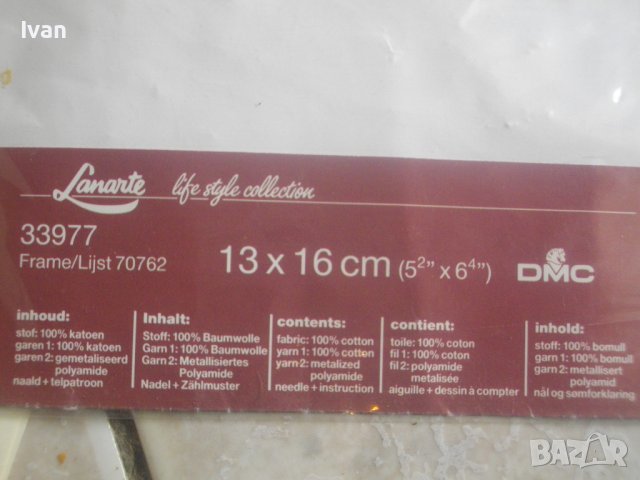 Ivan
Lanarte life style collection
33977
Frame/Lijst 70762
13 x 16 cm (5²” x 6⁴”)
DMC
inhoud:
stof: 100% katoen
garen 1: 100% katoen
garen 2: gemetaliseerd
polyamide
naald + telpatroon
Inhalt:
Stoff: 100% Baumwolle
Garn 1: 100% Baumwolle
Garn 2: Metallisiertes
Polyamide
Nadel + Zählmuster
contents:
fabric: 100% cotton
yarn 1: 100% cotton
yarn 2: metalized
polyamide
needle + instruction
contient:
toile: 100% coton
fil 1: 100% coton
fil 2: polyamide
metalisée
aiguille + dessin à compter
inhold:
stoff: 100% bomull
garn 1: 100% bomull
garn 2: metallisert
polyamid
nål og semforklaring
BAZAR